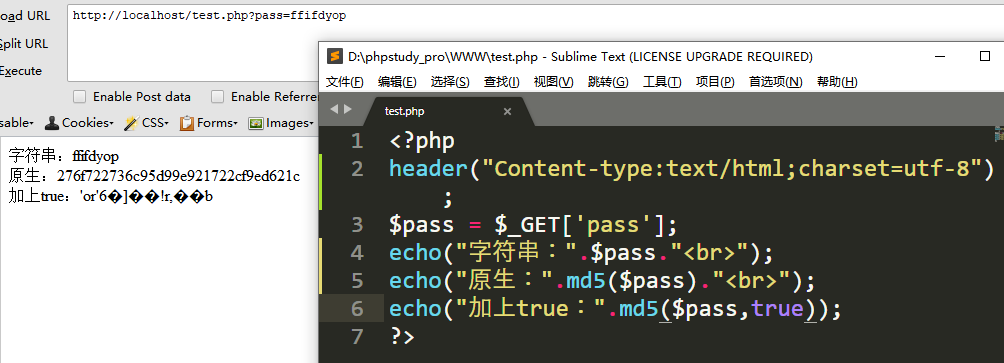 oad URL
http://localhost/test.php?pass=ffifdyop
Split URL
Execute
Enable Post data
Enable Referre
sable
Cookies
CSS
Forms
Images
字符串：ffifdyop
原生：276f722736c95d99e921722cf9ed621c
加上true：'or'6�]��!r,��b
D:\phpstudy_pro\WWW\test.php - Sublime Text (LICENSE UPGRADE REQUIRED)
文件(F) 编辑(E) 选择(S) 查找(I) 视图(V) 跳转(G) 工具(T) 项目(P) 首选项(N) 帮助(H)
test.php
1 <?php
2 header("Content-type:text/html;charset=utf-8")
;
3 $pass = $_GET['pass'];
4 echo("字符串：".$pass."<br>");
5 echo("原生：".md5($pass)."<br>");
6 echo("加上true：".md5($pass,true));
7 ?>